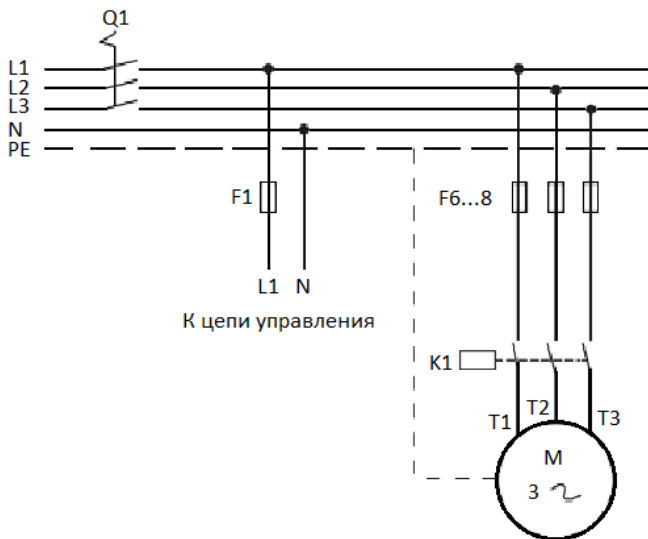 Q1
L1
L2
L3
N
PE
F1
F6...8
L1 N
К цепи управления
K1
T1
T2
T3
M
3